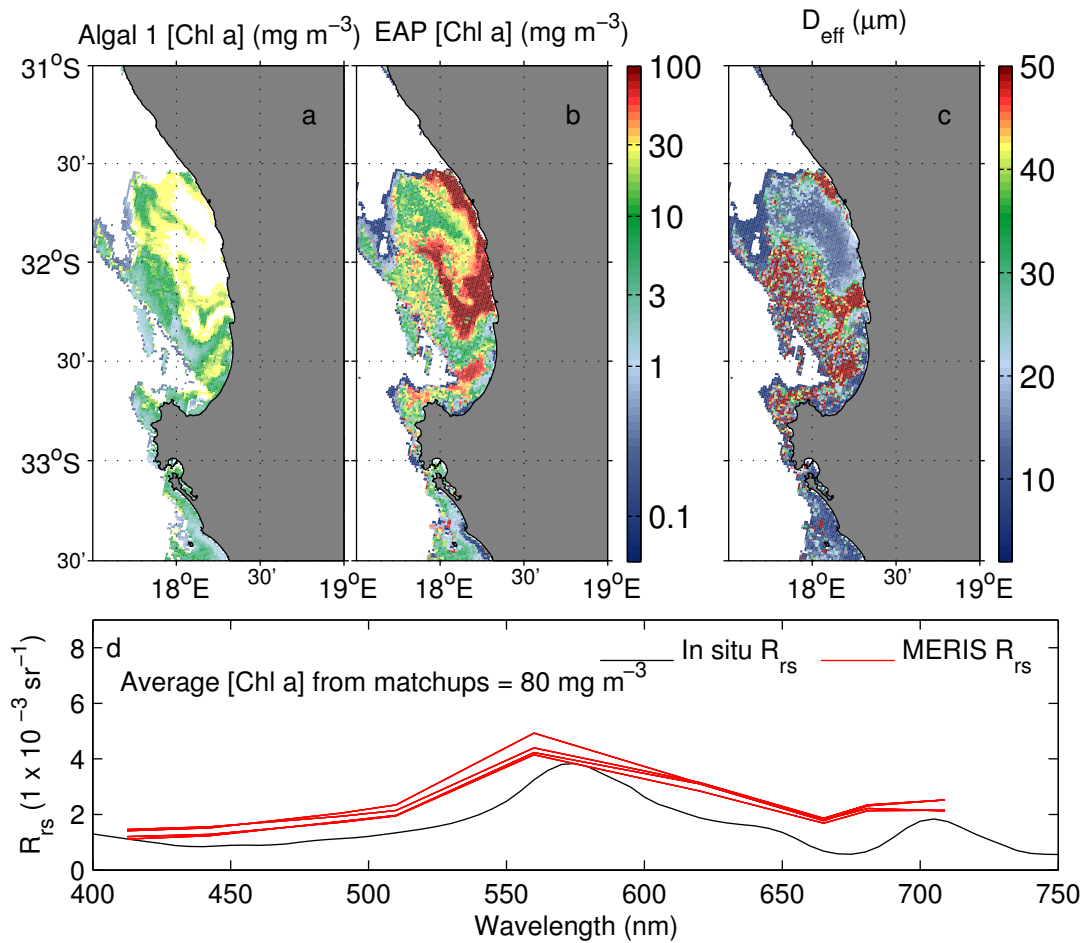 Algal 1 [Chl a] (mg m⁻³) EAP [Chl a] (mg m⁻³) D_eff (μm)
31°S 30' 32°S 30' 33°S 30'
a b c
100 30 10 3 1 0.1
50 40 30 20 10
18°E 30' 19°E 18°E 30' 19°E 18°E 30' 19°E
d In situ R_rs MERIS R_rs
Average [Chl a] from matchups = 80 mg m⁻³
R_rs (1 x 10⁻³ sr⁻¹)
8 6 4 2 0
400 450 500 550 600 650 700 750
Wavelength (nm)